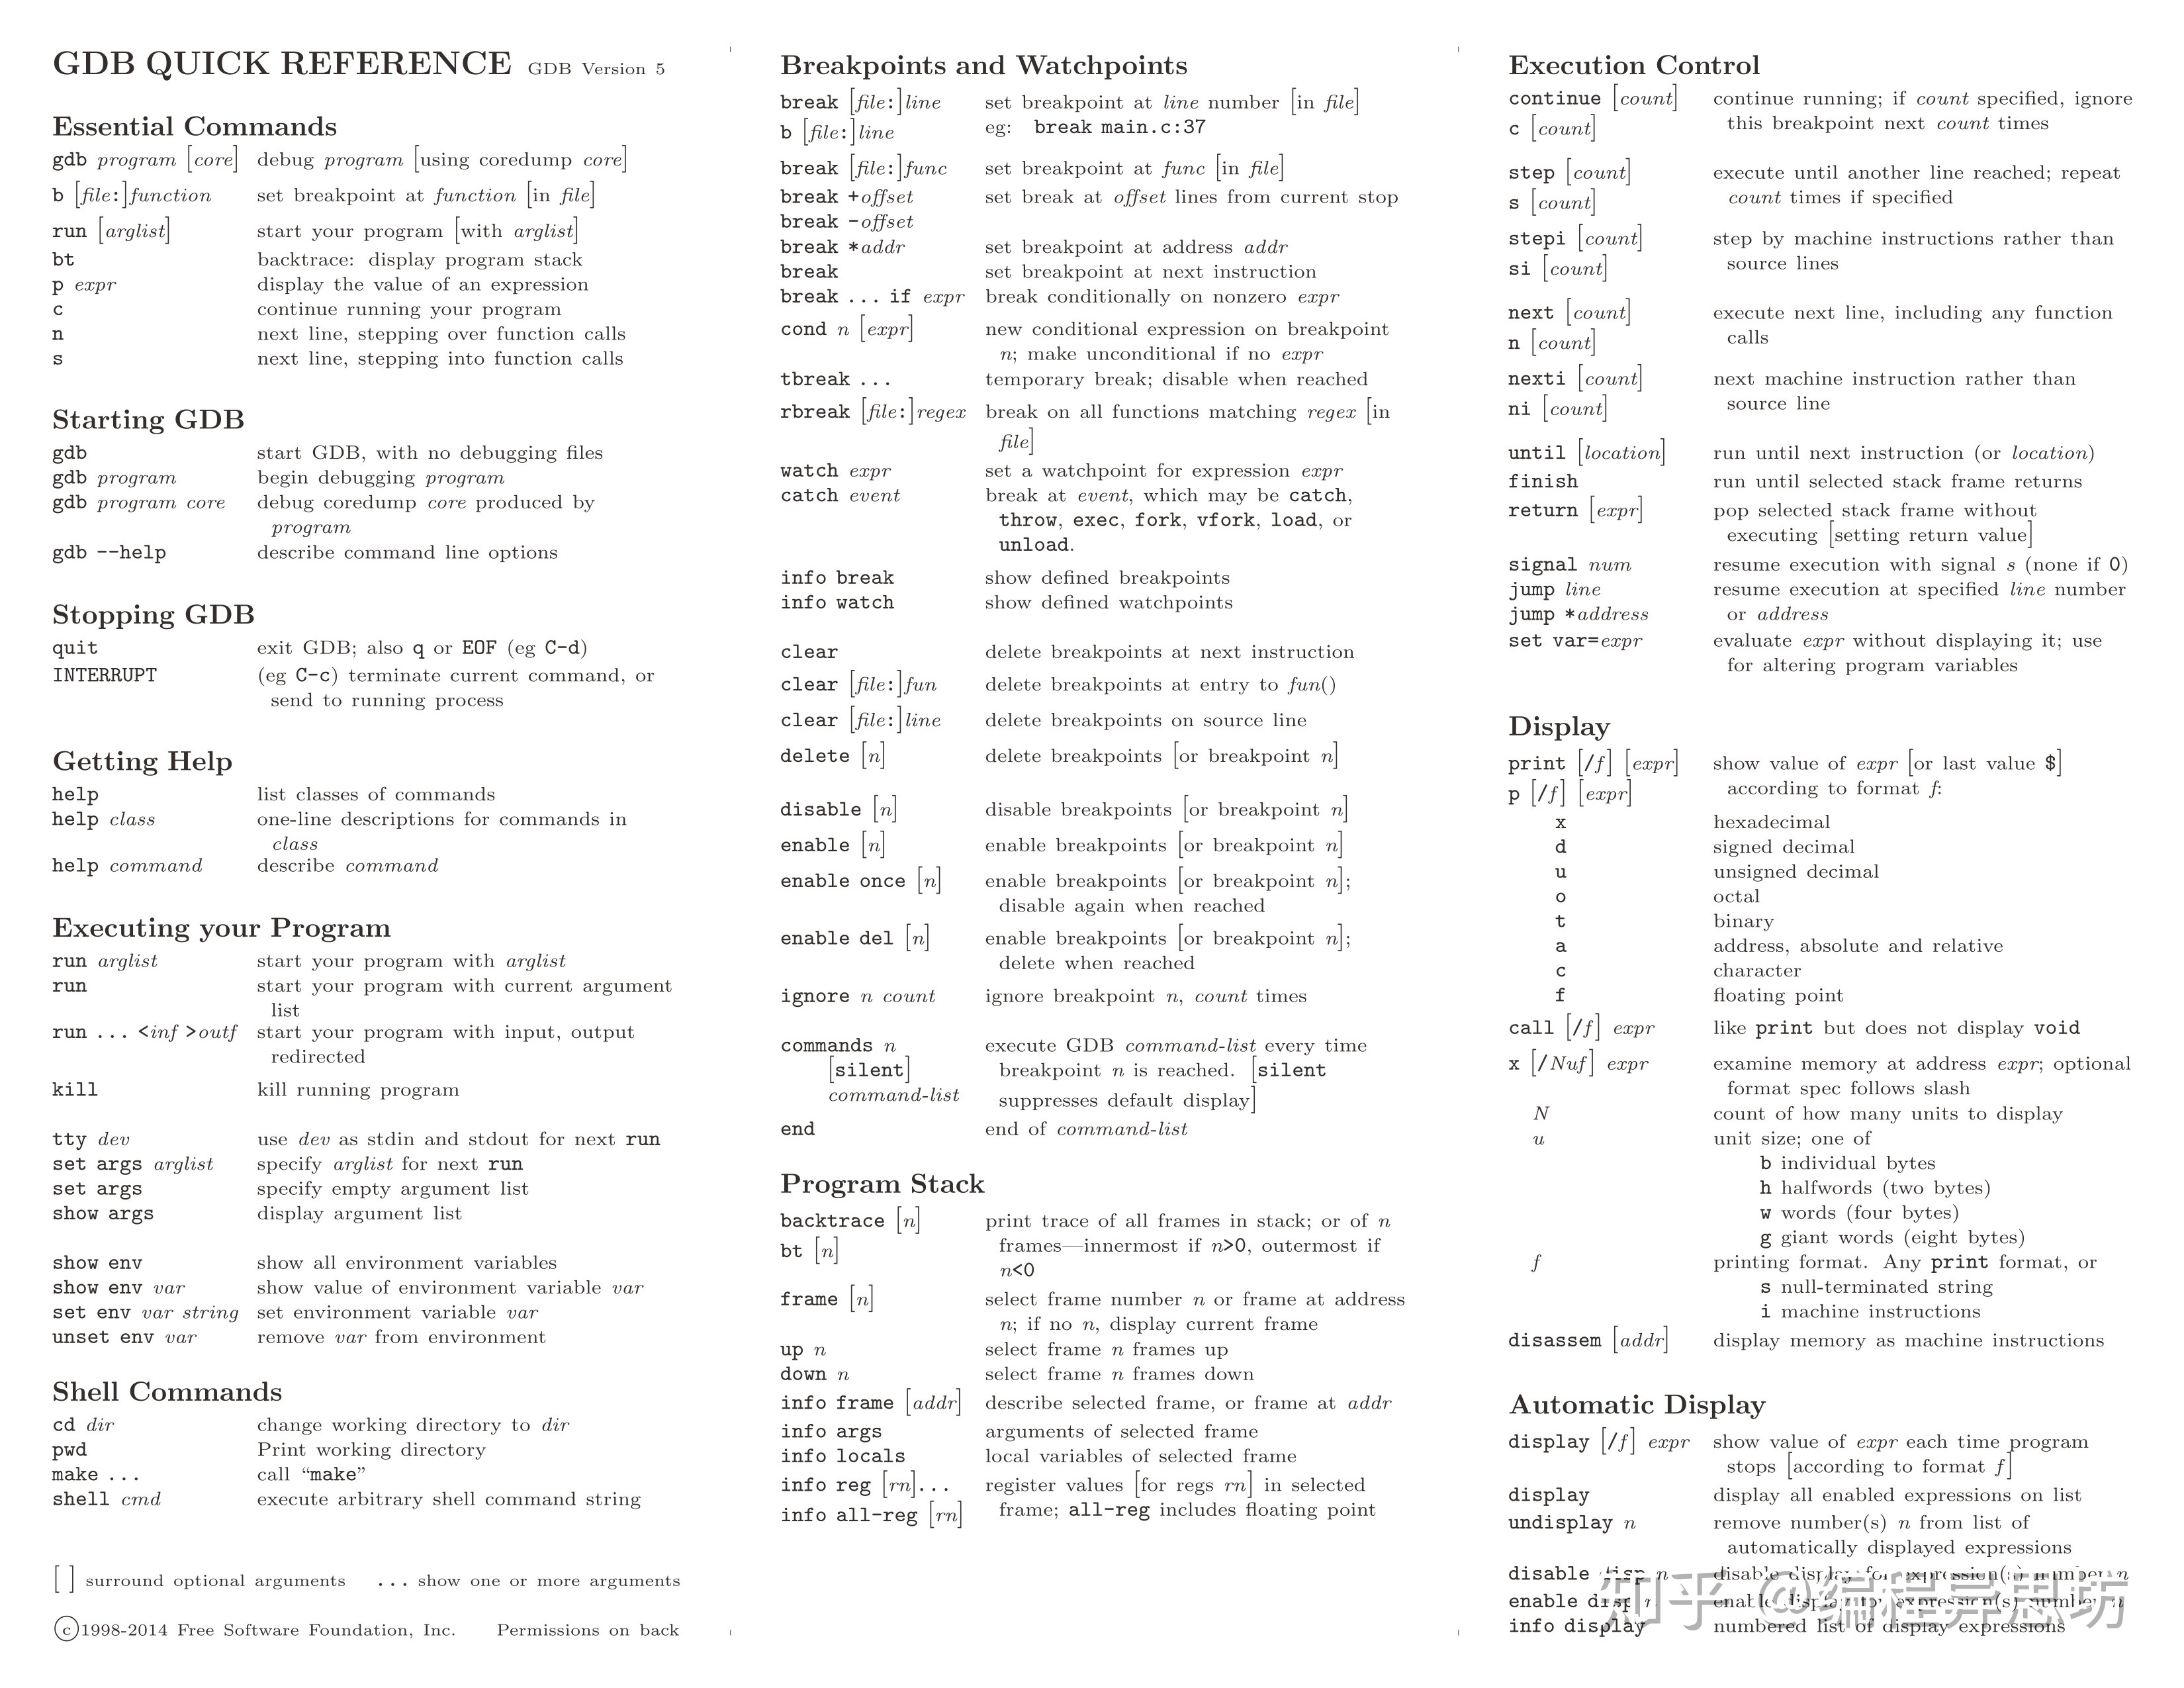 GDB QUICK REFERENCE GDB Version 5
Essential Commands
gdb program [core] debug program [using coredump core]
b [file:]function set breakpoint at function [in file]
run [arglist] start your program [with arglist]
bt backtrace: display program stack
p expr display the value of an expression
c continue running your program
n next line, stepping over function calls
s next line, stepping into function calls
Starting GDB
gdb start GDB, with no debugging files
gdb program begin debugging program
gdb program core debug coredump core produced by
program
gdb --help describe command line options
Stopping GDB
quit exit GDB; also q or EOF (eg C-d)
INTERRUPT (eg C-c) terminate current command, or
send to running process
Getting Help
help list classes of commands
help class one-line descriptions for commands in
class
help command describe command
Executing your Program
run arglist start your program with arglist
run start your program with current argument
list
run ... <inf >outf start your program with input, output
redirected
kill kill running program
tty dev use dev as stdin and stdout for next run
set args arglist specify arglist for next run
set args specify empty argument list
show args display argument list
show env show all environment variables
show env var show value of environment variable var
set env var string set environment variable var
unset env var remove var from environment
Shell Commands
cd dir change working directory to dir
pwd Print working directory
make ... call “make”
shell cmd execute arbitrary shell command string
[ ] surround optional arguments ... show one or more arguments
©1998-2014 Free Software Foundation, Inc. Permissions on back
Breakpoints and Watchpoints
break [file:]line set breakpoint at line number [in file]
b [file:]line eg: break main.c:37
break [file:]func set breakpoint at func [in file]
break +offset set break at offset lines from current stop
break -offset
break *addr set breakpoint at address addr
break set breakpoint at next instruction
break ... if expr break conditionally on nonzero expr
cond n [expr] new conditional expression on breakpoint
n; make unconditional if no expr
tbreak ... temporary break; disable when reached
rbreak [file:]regex break on all functions matching regex [in
file]
watch expr set a watchpoint for expression expr
catch event break at event, which may be catch,
throw, exec, fork, vfork, load, or
unload.
info break show defined breakpoints
info watch show defined watchpoints
clear delete breakpoints at next instruction
clear [file:]fun delete breakpoints at entry to fun()
clear [file:]line delete breakpoints on source line
delete [n] delete breakpoints [or breakpoint n]
disable [n] disable breakpoints [or breakpoint n]
enable [n] enable breakpoints [or breakpoint n]
enable once [n] enable breakpoints [or breakpoint n];
disable again when reached
enable del [n] enable breakpoints [or breakpoint n];
delete when reached
ignore n count ignore breakpoint n, count times
commands n execute GDB command-list every time
[silent] breakpoint n is reached. [silent
command-list suppresses default display]
end end of command-list
Program Stack
backtrace [n] print trace of all frames in stack; or of n
bt [n] frames—innermost if n>0, outermost if
n<0
frame [n] select frame number n or frame at address
n; if no n, display current frame
up n select frame n frames up
down n select frame n frames down
info frame [addr] describe selected frame, or frame at addr
info args arguments of selected frame
info locals local variables of selected frame
info reg [rn]... register values [for regs rn] in selected
info all-reg [rn] frame; all-reg includes floating point
Execution Control
continue [count] continue running; if count specified, ignore
c [count] this breakpoint next count times
step [count] execute until another line reached; repeat
s [count] count times if specified
stepi [count] step by machine instructions rather than
si [count] source lines
next [count] execute next line, including any function
n [count] calls
nexti [count] next machine instruction rather than
ni [count] source line
until [location] run until next instruction (or location)
finish run until selected stack frame returns
return [expr] pop selected stack frame without
executing [setting return value]
signal num resume execution with signal s (none if 0)
jump line resume execution at specified line number
jump *address or address
set var=expr evaluate expr without displaying it; use
for altering program variables
Display
print [/f] [expr] show value of expr [or last value $]
p [/f] [expr] according to format f:
x hexadecimal
d signed decimal
u unsigned decimal
o octal
t binary
a address, absolute and relative
c character
f floating point
call [/f] expr like print but does not display void
x [/Nuf] expr examine memory at address expr; optional
format spec follows slash
N count of how many units to display
u unit size; one of
b individual bytes
h halfwords (two bytes)
w words (four bytes)
g giant words (eight bytes)
f printing format. Any print format, or
s null-terminated string
i machine instructions
disassem [addr] display memory as machine instructions
Automatic Display
display [/f] expr show value of expr each time program
stops [according to format f]
display display all enabled expressions on list
undisplay n remove number(s) n from list of
automatically displayed expressions
disable disp n disable display for expression(s) number n
enable disp n enable display for expression(s) number n
info display numbered list of display expressions
知乎 @编程异思坊